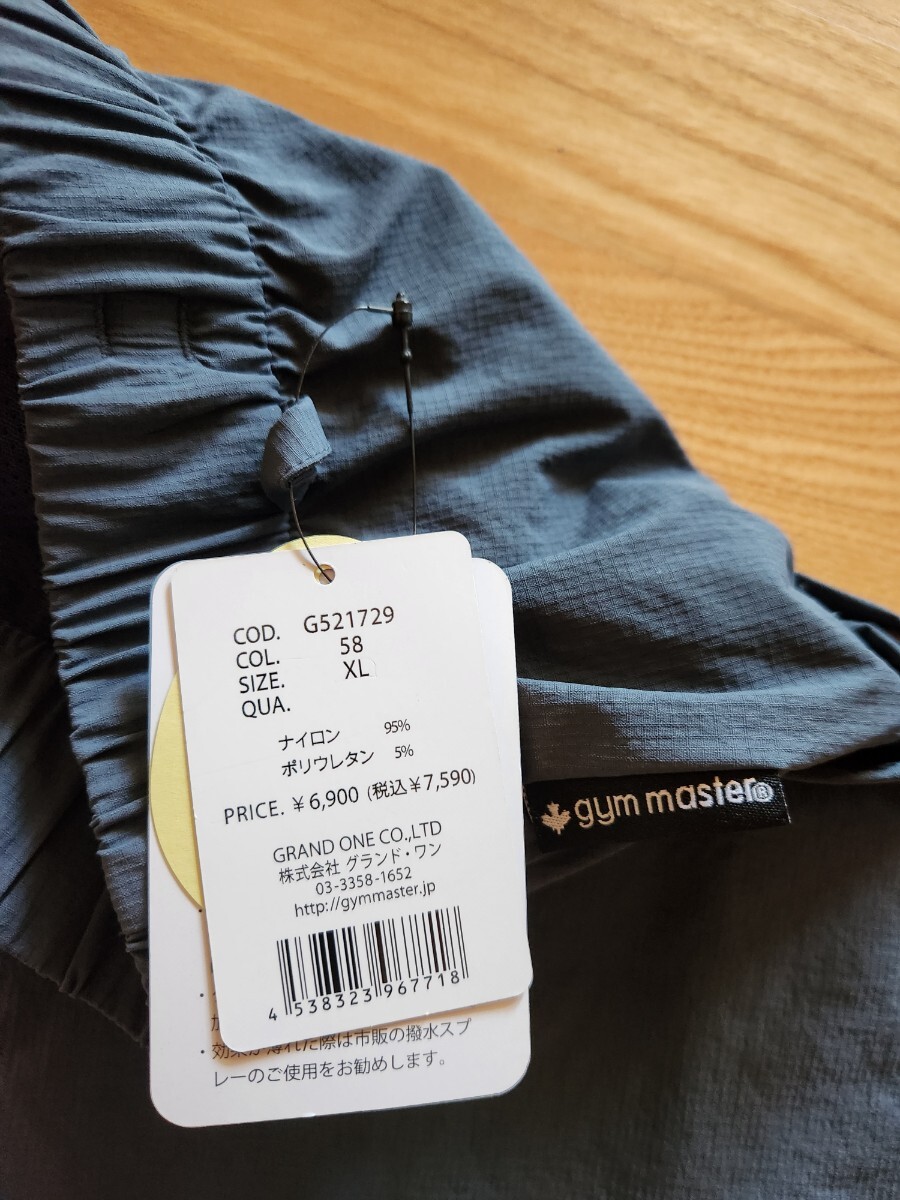 COD. G521729
COL. 58
SIZE. XL
QUA.
ナイロン 95%
ポリウレタン 5%
PRICE. ¥6,900 (税込¥7,590)
GRAND ONE CO.,LTD
株式会社 グランド・ワン
03-3358-1652
http://gymmaster.jp
4 538323 967718
・効果が薄れた際は市販の撥水スプ
レーのご使用をお勧めします。
gym master®